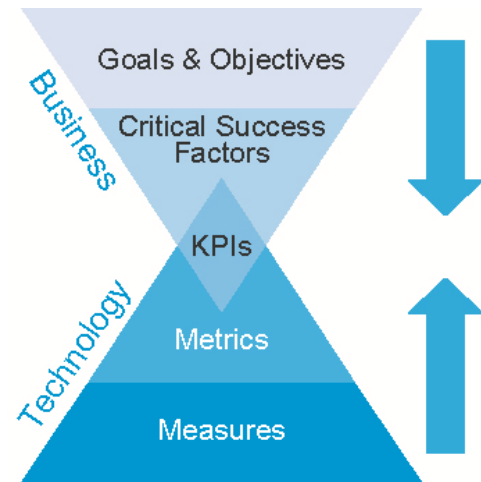 Goals & Objectives
Business
Critical Success
Factors
KPIs
Technology
Metrics
Measures